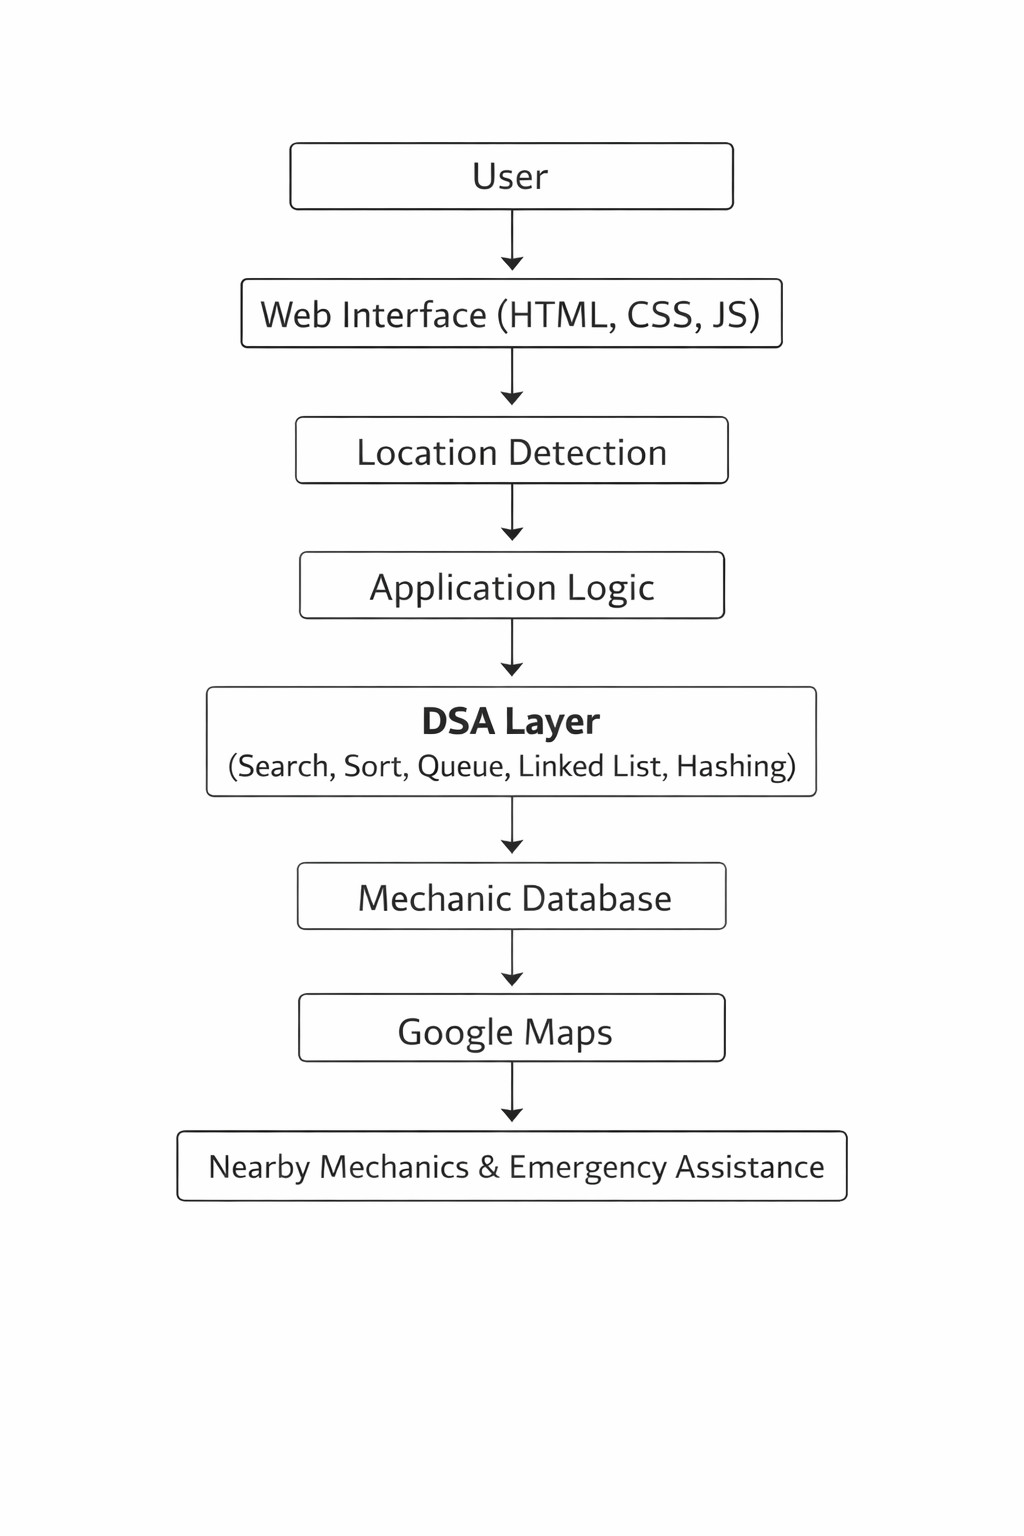 User
Web Interface (HTML, CSS, JS)
Location Detection
Application Logic
DSA Layer
(Search, Sort, Queue, Linked List, Hashing)
Mechanic Database
Google Maps
Nearby Mechanics & Emergency Assistance